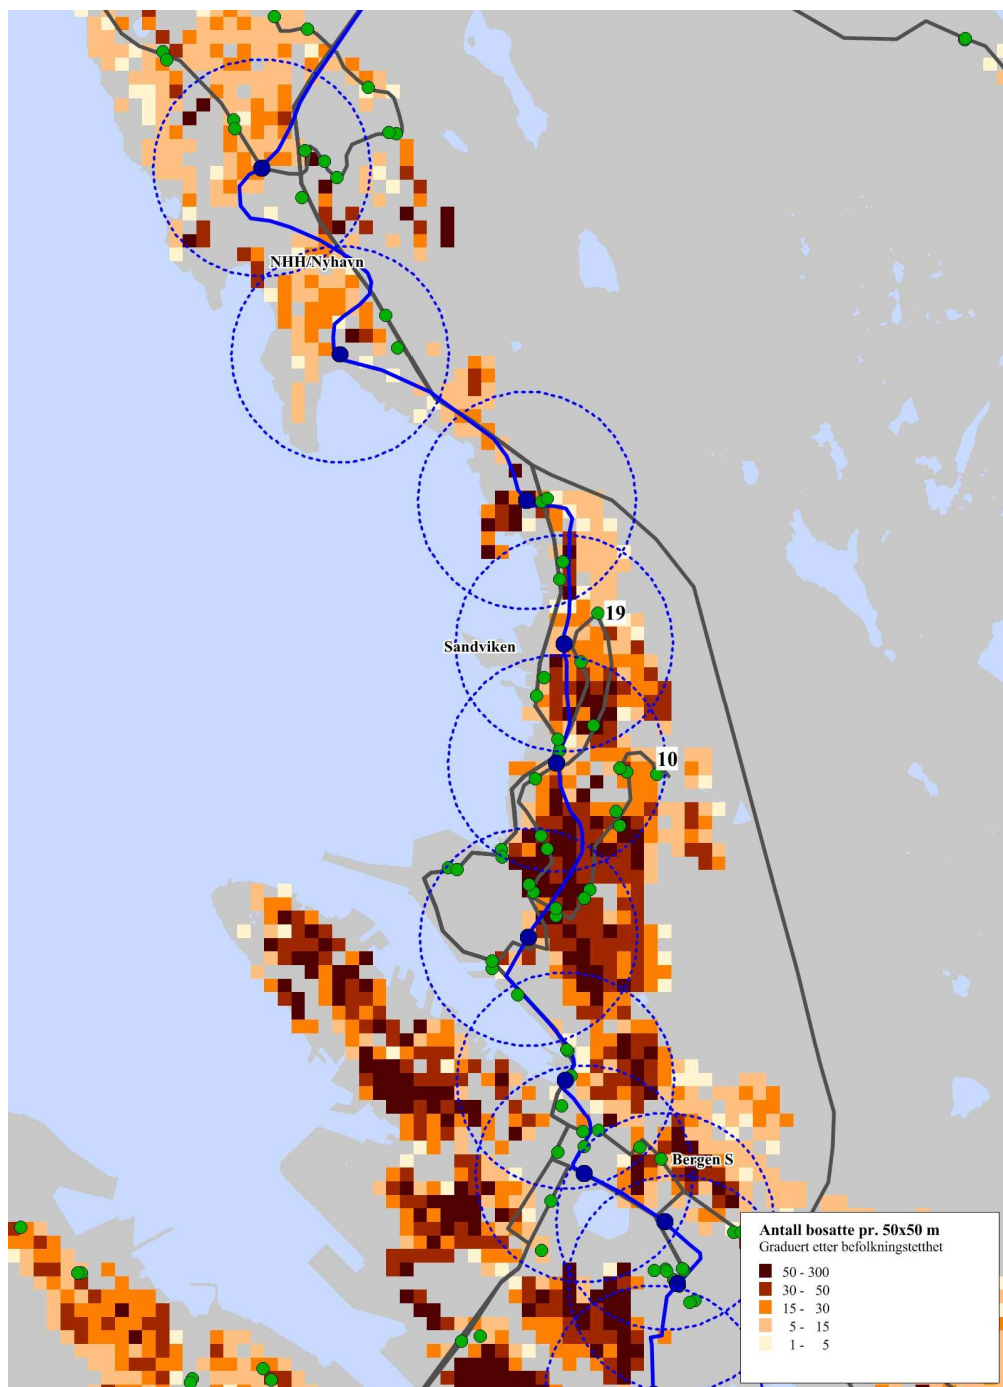 NHH/Nyhavn
19
Sandviken
10
Bergen S
Antall bosatte pr. 50x50 m
Graduert etter befolkningstetthet
50 - 300
30 - 50
15 - 30
5 - 15
1 - 5